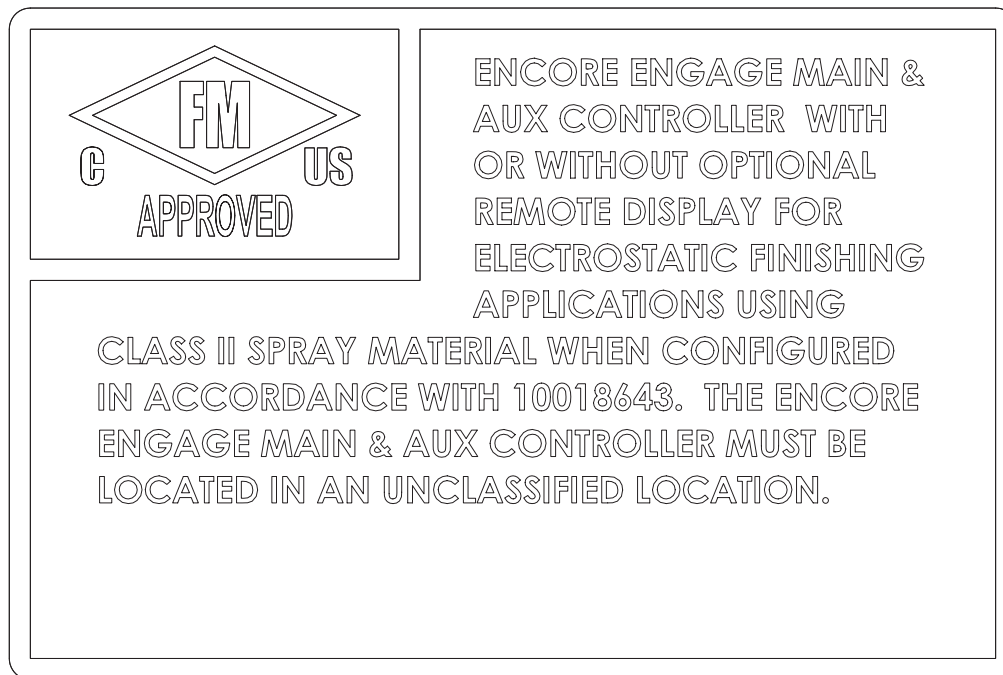 FM
C US
APPROVED
ENCORE ENGAGE MAIN &
AUX CONTROLLER  WITH
OR WITHOUT OPTIONAL
REMOTE DISPLAY FOR
ELECTROSTATIC FINISHING
APPLICATIONS USING
CLASS II SPRAY MATERIAL WHEN CONFIGURED
IN ACCORDANCE WITH 10018643.  THE ENCORE
ENGAGE MAIN & AUX CONTROLLER MUST BE
LOCATED IN AN UNCLASSIFIED LOCATION.